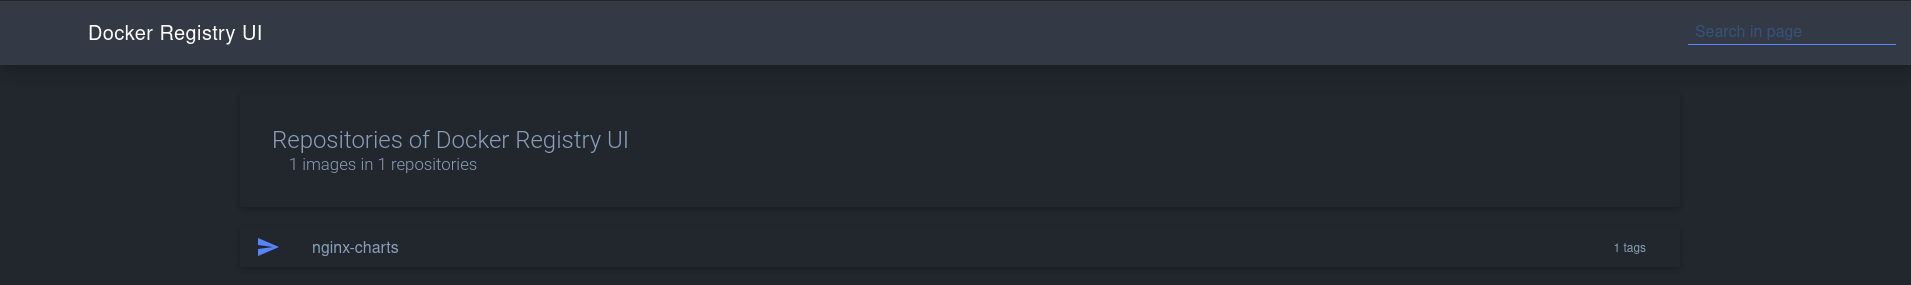 Docker Registry UI
Search in page
Repositories of Docker Registry UI
1 images in 1 repositories
nginx-charts
1 tags